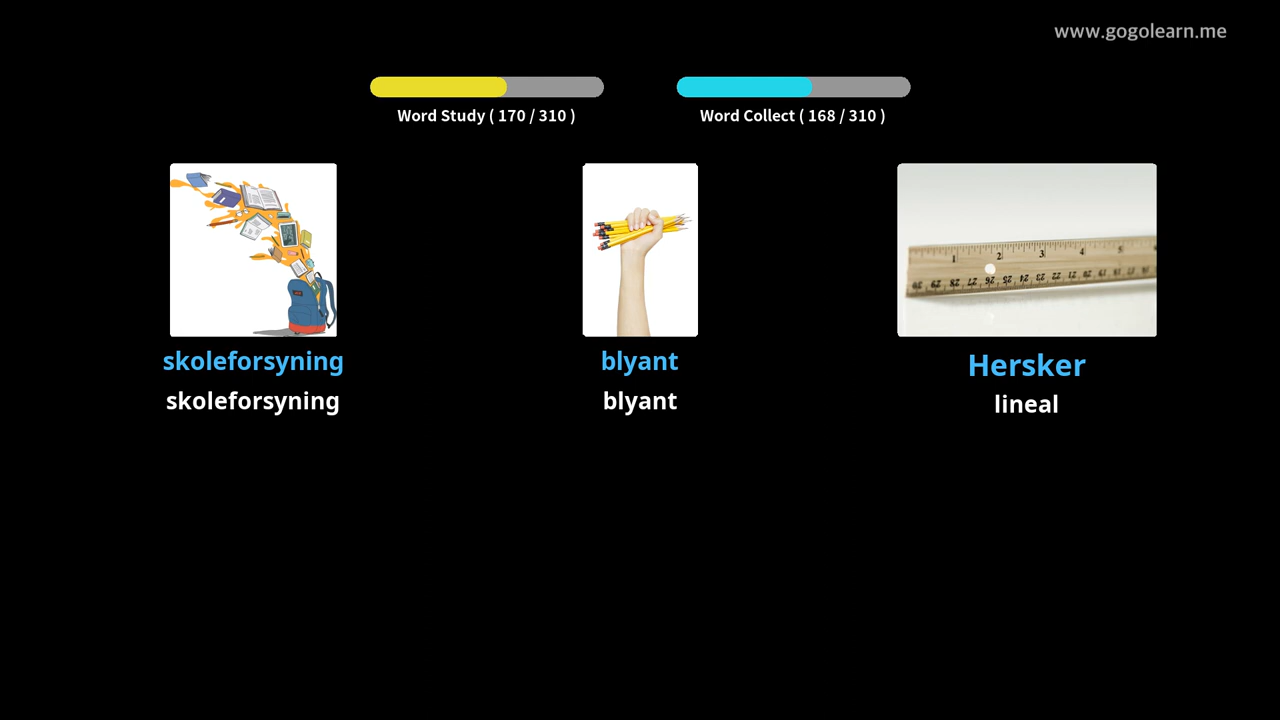 www.gogolearn.me
Word Study ( 170 / 310 )
Word Collect ( 168 / 310 )
skoleforsyning
blyant
Hersker
skoleforsyning
blyant
lineal